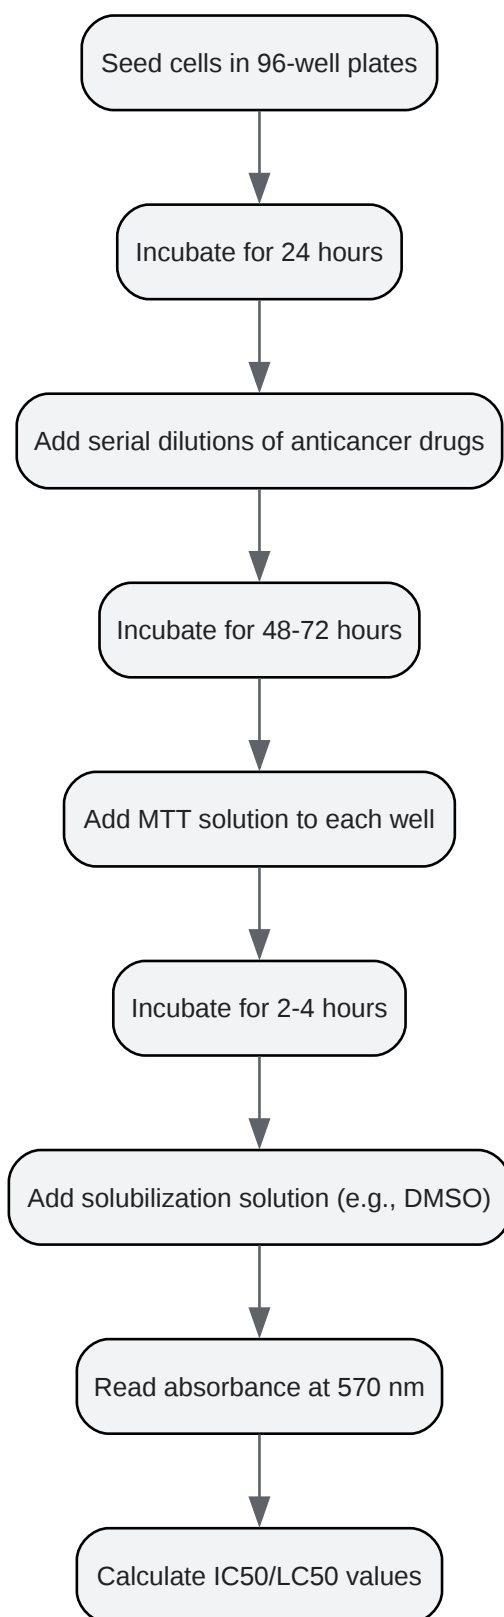 Seed cells in 96-well plates
Incubate for 24 hours
Add serial dilutions of anticancer drugs
Incubate for 48-72 hours
Add MTT solution to each well
Incubate for 2-4 hours
Add solubilization solution (e.g., DMSO)
Read absorbance at 570 nm
Calculate IC50/LC50 values